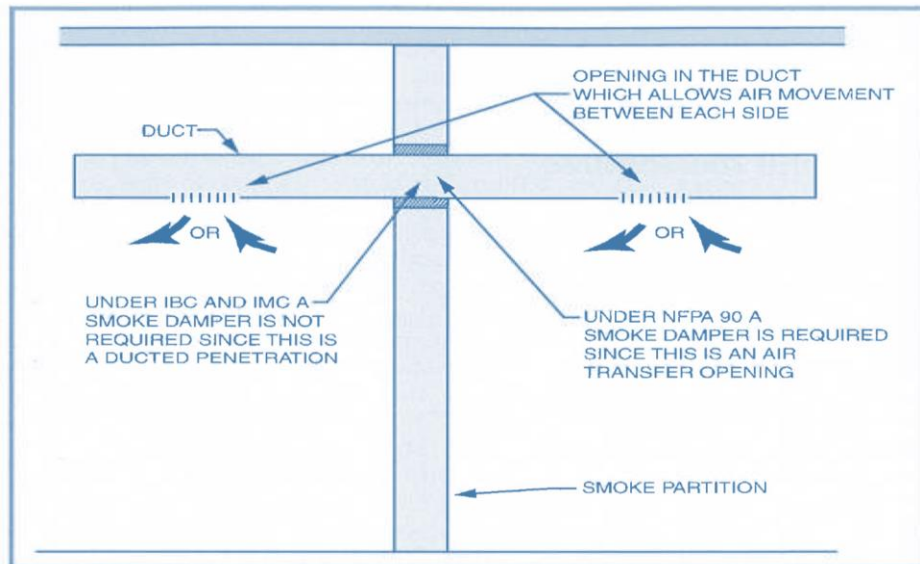 OPENING IN THE DUCT
WHICH ALLOWS AIR MOVEMENT
BETWEEN EACH SIDE
DUCT
OR
OR
UNDER IBC AND IMC A
SMOKE DAMPER IS NOT
REQUIRED SINCE THIS IS
A DUCTED PENETRATION
UNDER NFPA 90 A
SMOKE DAMPER IS REQUIRED
SINCE THIS IS AN AIR
TRANSFER OPENING
SMOKE PARTITION